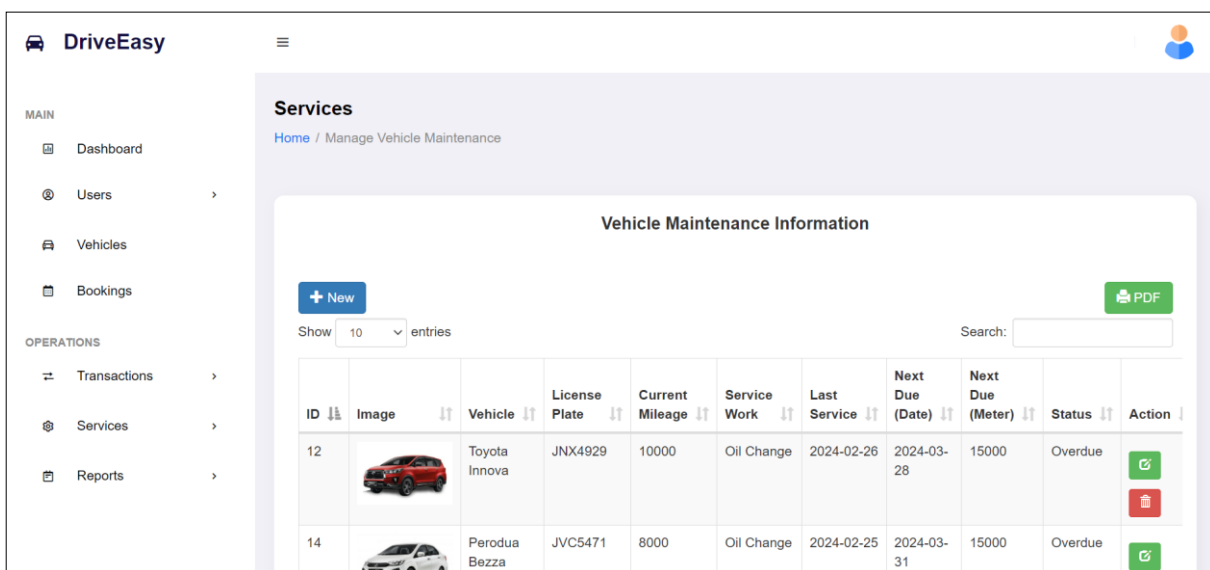 DriveEasy
Services
Home / Manage Vehicle Maintenance
MAIN
Dashboard
Users
Vehicles
Bookings
OPERATIONS
Transactions
Services
Reports
Vehicle Maintenance Information
New
PDF
Show 10 entries
Search:
ID Image Vehicle License Plate Current Mileage Service Work Last Service Next Due (Date) Next Due (Meter) Status Action
12 Toyota Innova JNX4929 10000 Oil Change 2024-02-26 2024-03-28 15000 Overdue
14 Perodua Bezza JVC5471 8000 Oil Change 2024-02-25 2024-03-31 15000 Overdue